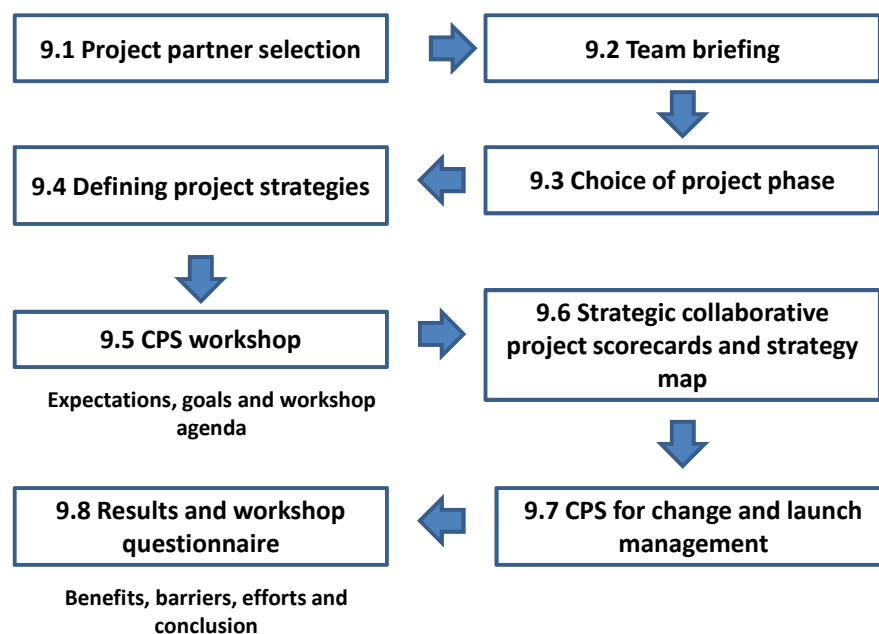 9.1 Project partner selection
9.2 Team briefing
9.4 Defining project strategies
9.3 Choice of project phase
9.5 CPS workshop
Expectations, goals and workshop
agenda
9.6 Strategic collaborative
project scorecards and strategy
map
9.8 Results and workshop
questionnaire
Benefits, barriers, efforts and
conclusion
9.7 CPS for change and launch
management